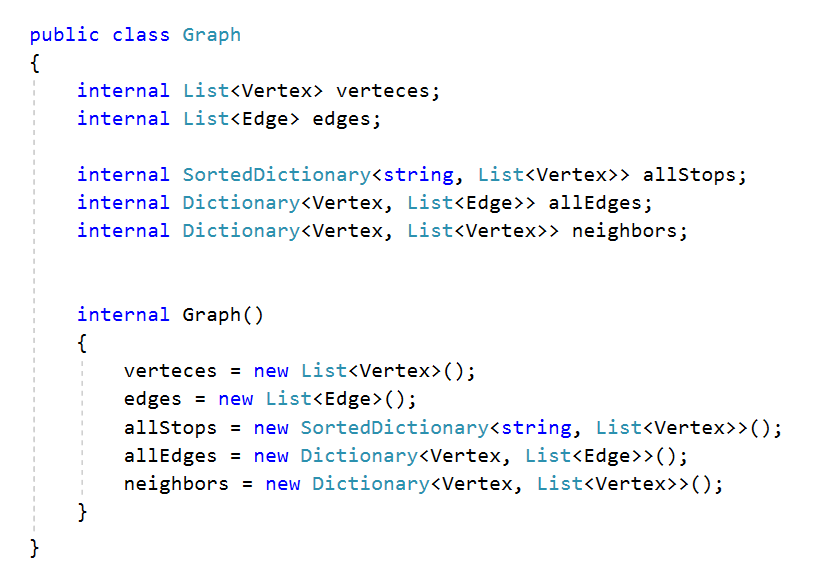 public class Graph
{
internal List<Vertex> verteces;
internal List<Edge> edges;
internal SortedDictionary<string, List<Vertex>> allStops;
internal Dictionary<Vertex, List<Edge>> allEdges;
internal Dictionary<Vertex, List<Vertex>> neighbors;
internal Graph()
{
verteces = new List<Vertex>();
edges = new List<Edge>();
allStops = new SortedDictionary<string, List<Vertex>>();
allEdges = new Dictionary<Vertex, List<Edge>>();
neighbors = new Dictionary<Vertex, List<Vertex>>();
}
}